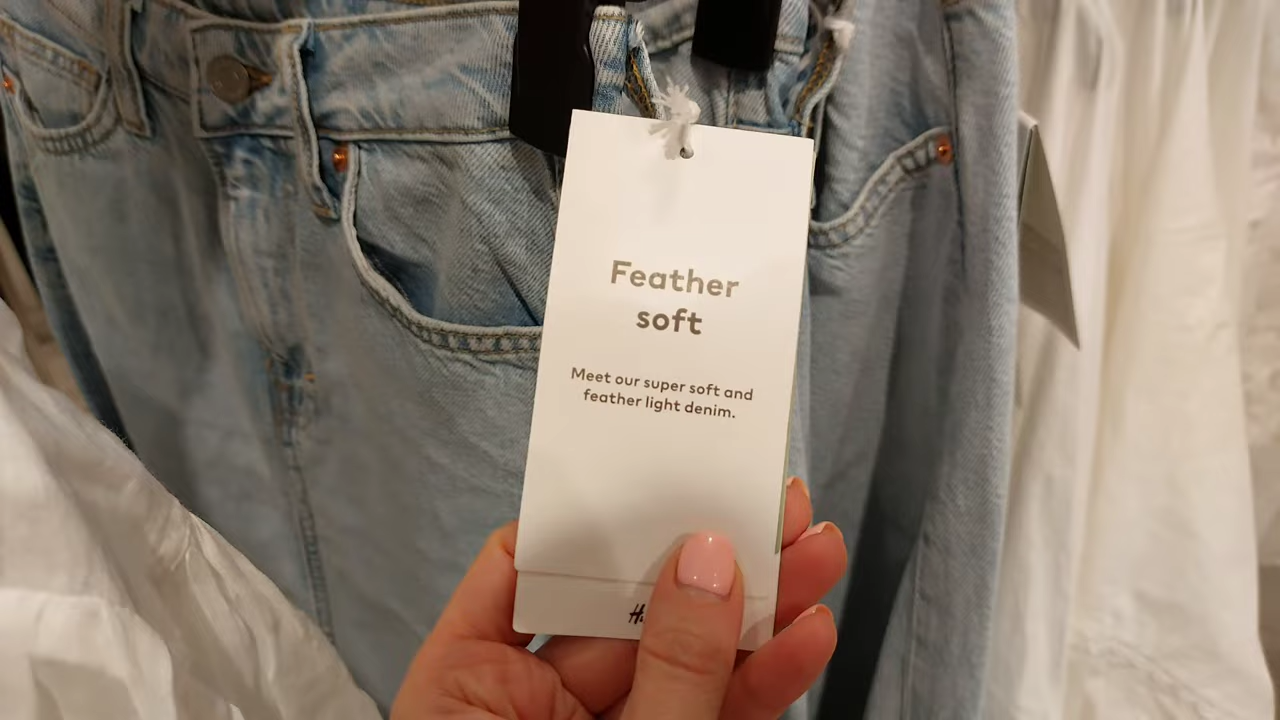 Feather
soft
Meet our super soft and
feather light denim.